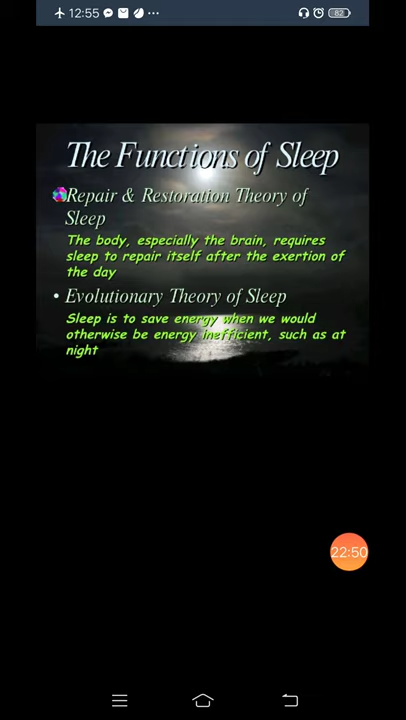 12:55
82
The Functions of Sleep
Repair & Restoration Theory of
Sleep
The body, especially the brain, requires
sleep to repair itself after the exertion of
the day
• Evolutionary Theory of Sleep
Sleep is to save energy when we would
otherwise be energy inefficient, such as at
night
22:50